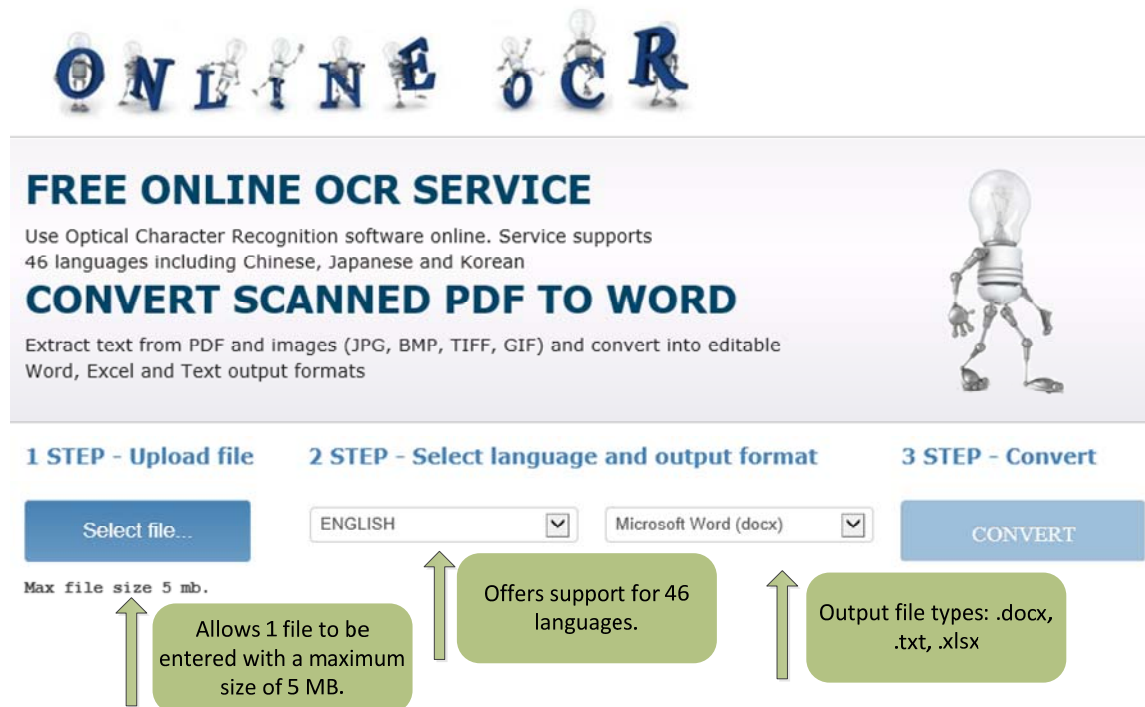 ONLINE OCR
FREE ONLINE OCR SERVICE
Use Optical Character Recognition software online. Service supports
46 languages including Chinese, Japanese and Korean
CONVERT SCANNED PDF TO WORD
Extract text from PDF and images (JPG, BMP, TIFF, GIF) and convert into editable
Word, Excel and Text output formats
1 STEP - Upload file
2 STEP - Select language and output format
3 STEP - Convert
Select file...
ENGLISH
Microsoft Word (docx)
CONVERT
Max file size 5 mb.
Allows 1 file to be
entered with a maximum
size of 5 MB.
Offers support for 46
languages.
Output file types: .docx,
.txt, .xlsx